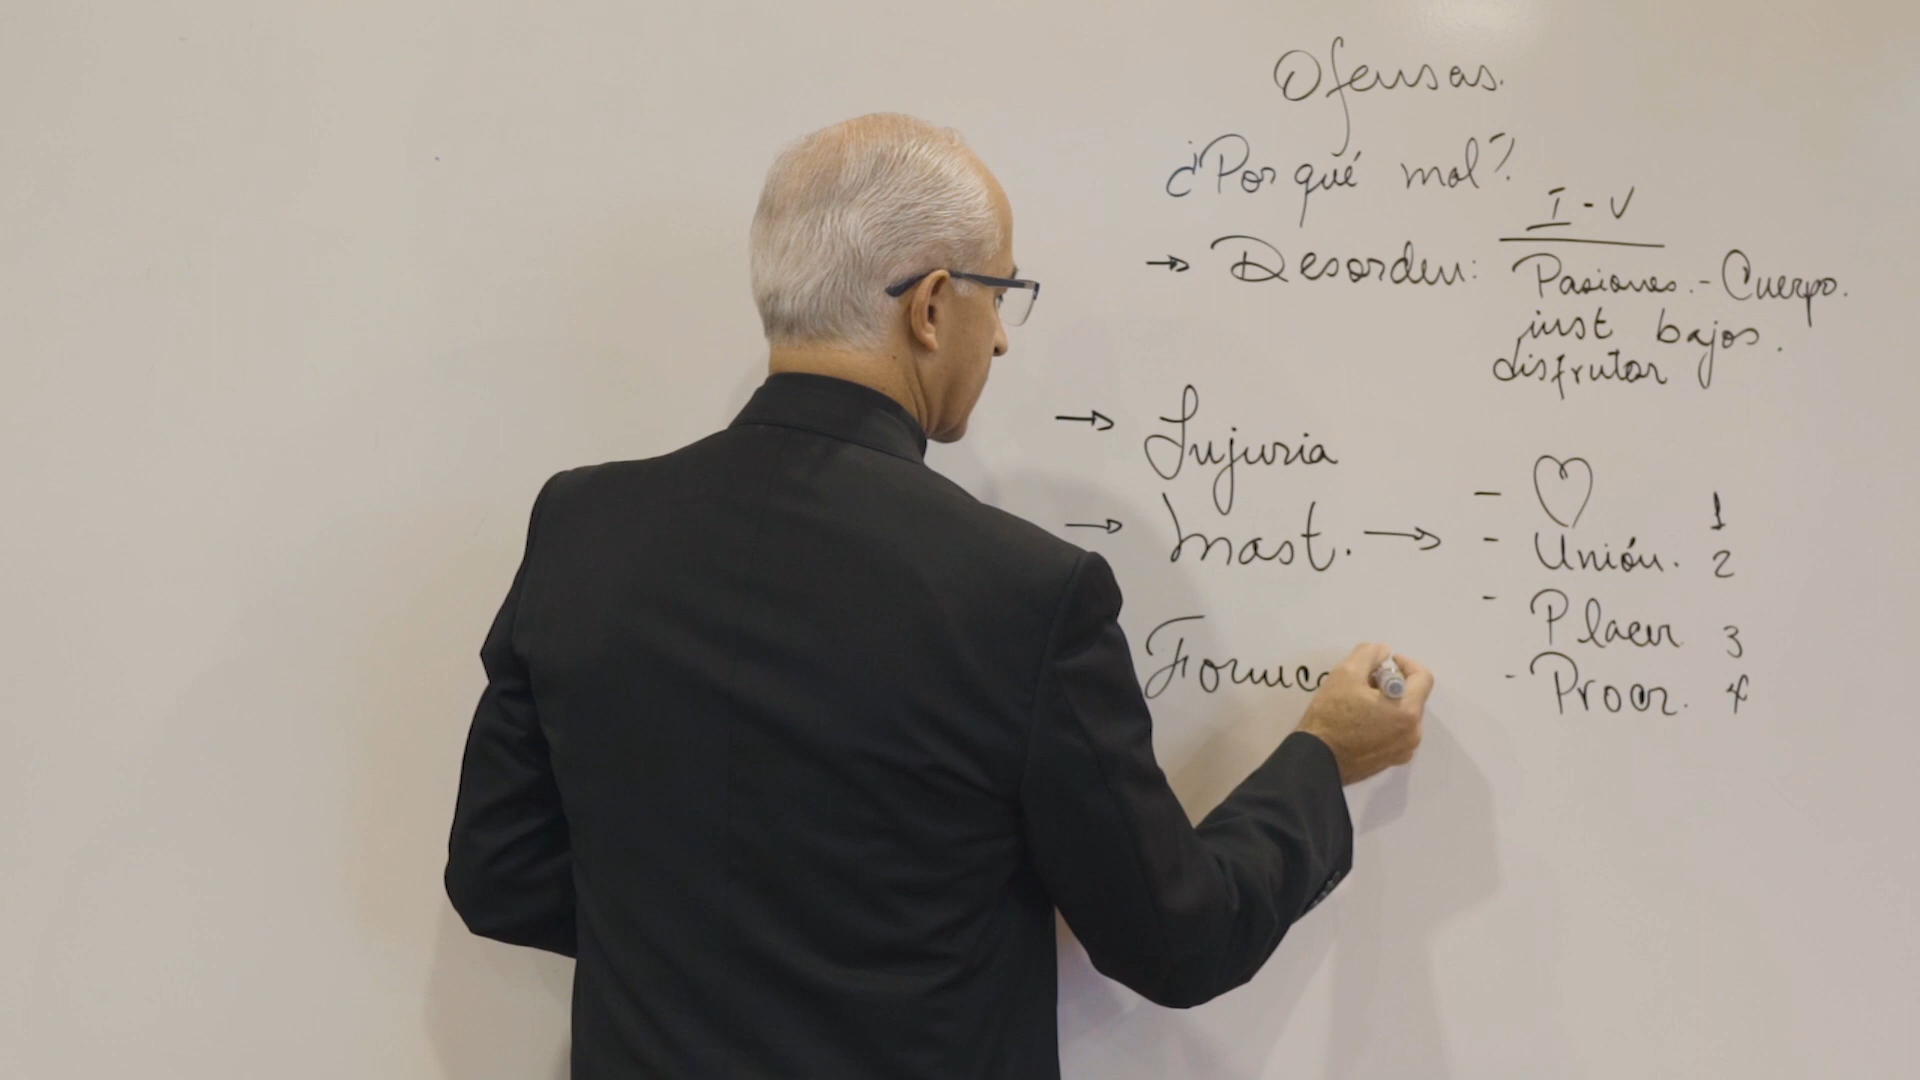 Ofensas.
¿Por qué mal?
I - V
→ Desorden: Pasiones. - Cuerpo.
inst bajos.
disfrutar
→ Lujuria
→ Mast. → - ♡ 1
- Unión. 2
- Placer 3
- Procr. 4
Fornica